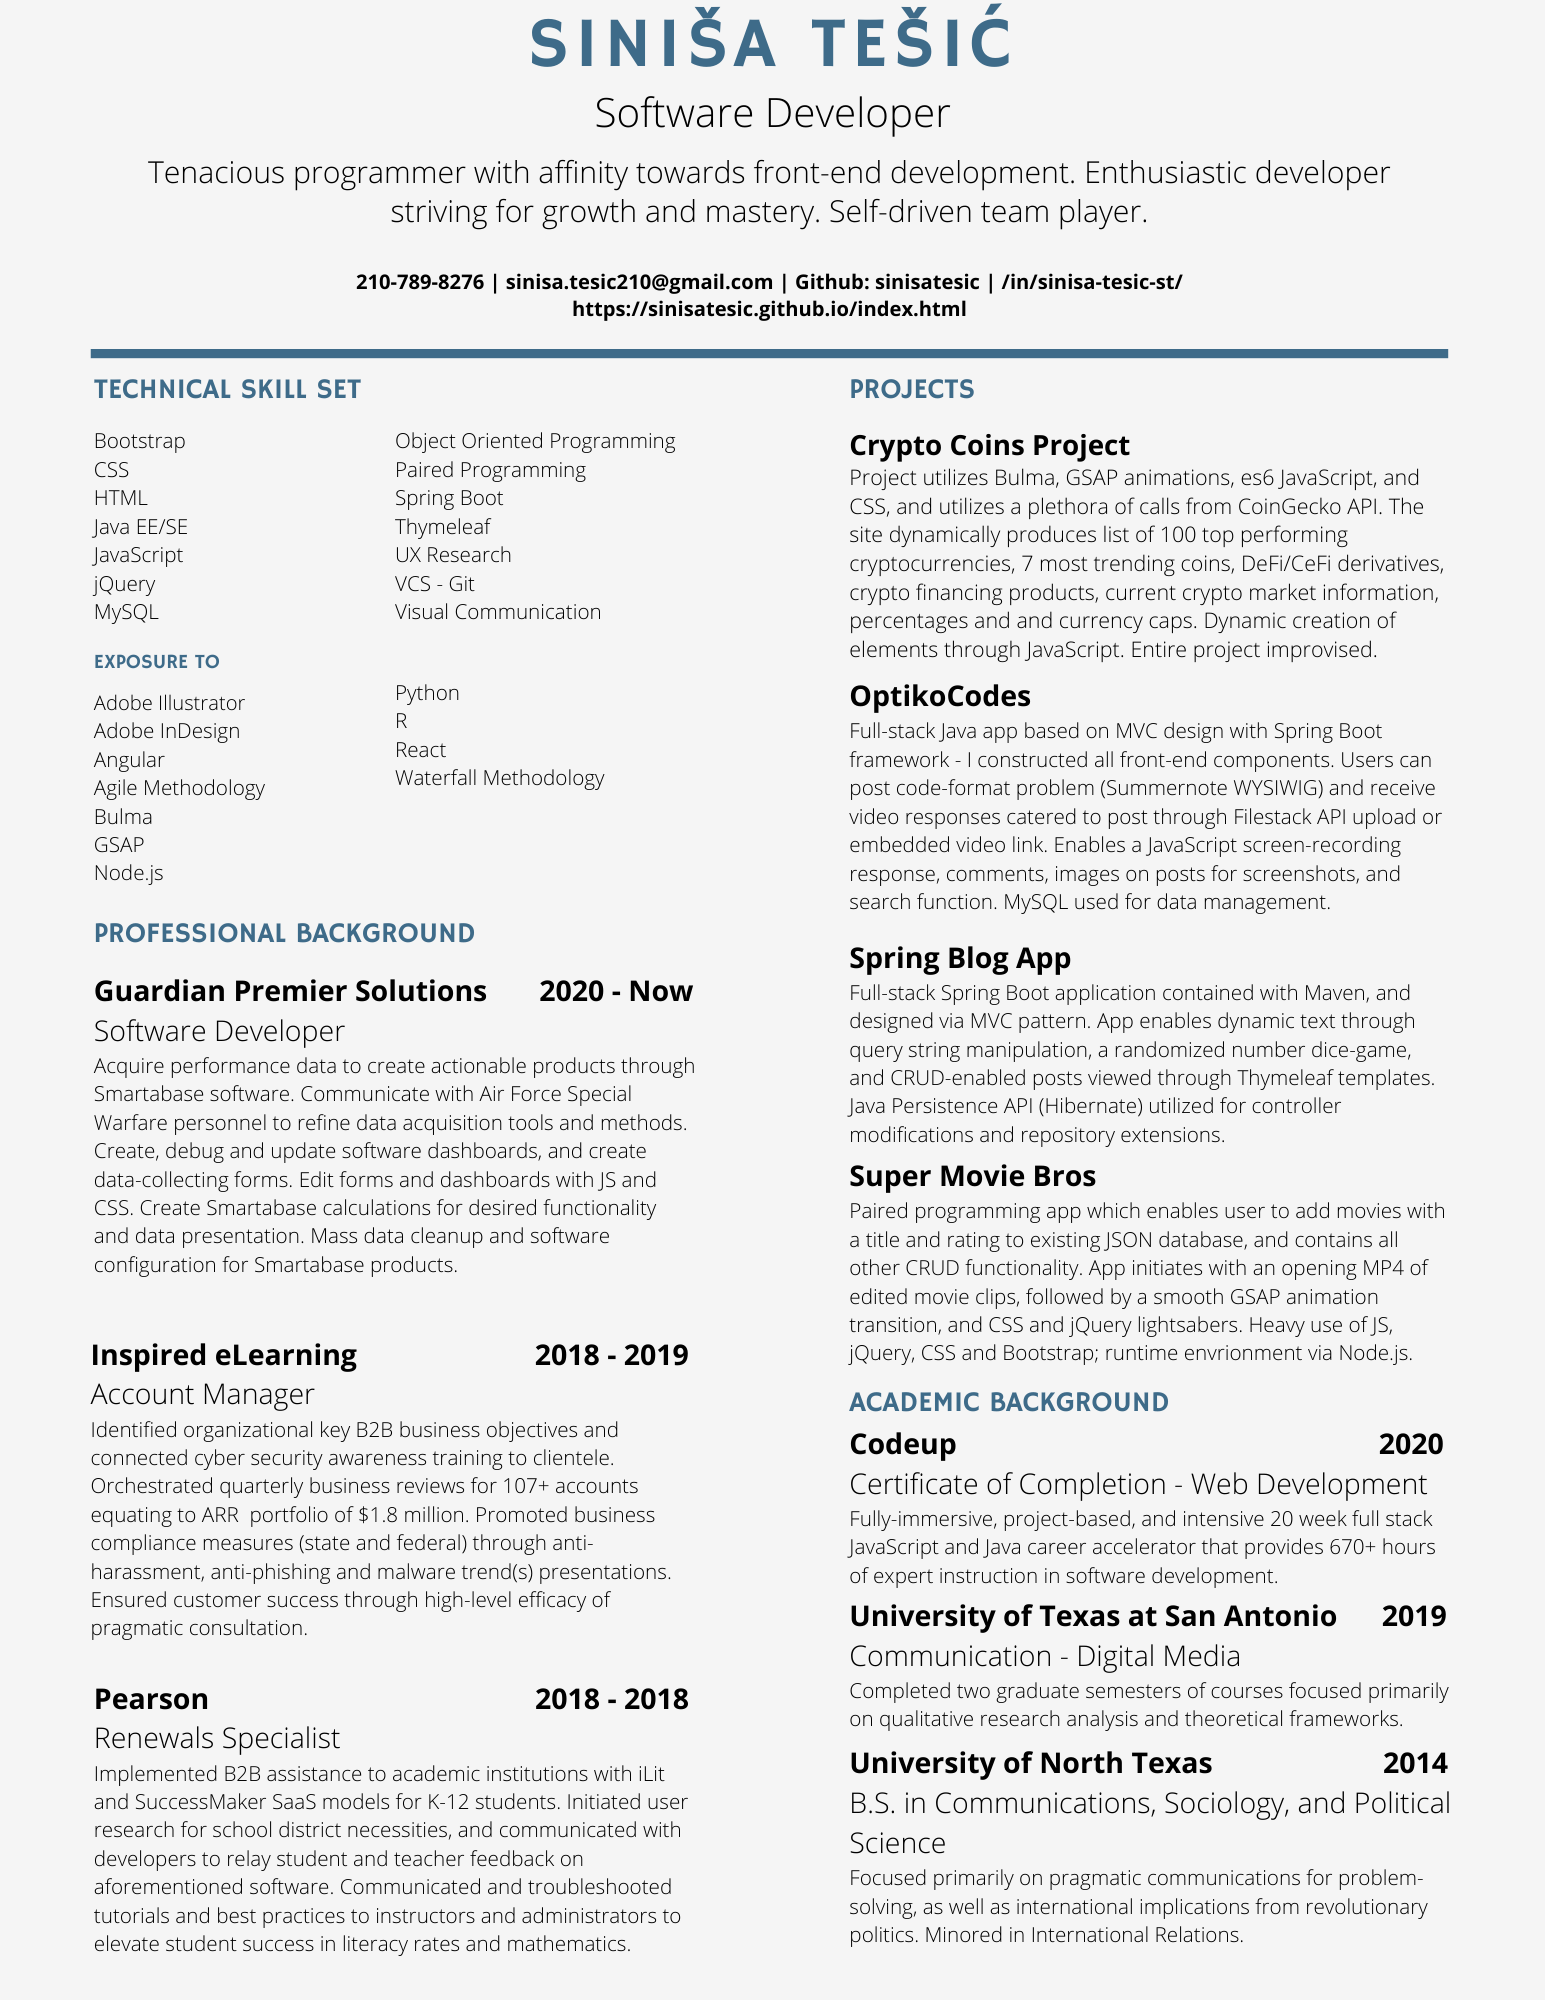 SINIŠA TEŠIĆ
Software Developer
Tenacious programmer with affinity towards front-end development. Enthusiastic developer
striving for growth and mastery. Self-driven team player.
210-789-8276 | sinisa.tesic210@gmail.com | Github: sinisatesic | /in/sinisa-tesic-st/
https://sinisatesic.github.io/index.html
TECHNICAL SKILL SET
Bootstrap
CSS
HTML
Java EE/SE
JavaScript
jQuery
MySQL
Object Oriented Programming
Paired Programming
Spring Boot
Thymeleaf
UX Research
VCS - Git
Visual Communication
EXPOSURE TO
Adobe Illustrator
Adobe InDesign
Angular
Agile Methodology
Bulma
GSAP
Node.js
Python
R
React
Waterfall Methodology
PROFESSIONAL BACKGROUND
Guardian Premier Solutions 2020 - Now
Software Developer
Acquire performance data to create actionable products through
Smartabase software. Communicate with Air Force Special
Warfare personnel to refine data acquisition tools and methods.
Create, debug and update software dashboards, and create
data-collecting forms. Edit forms and dashboards with JS and
CSS. Create Smartabase calculations for desired functionality
and data presentation. Mass data cleanup and software
configuration for Smartabase products.
Inspired eLearning 2018 - 2019
Account Manager
Identified organizational key B2B business objectives and
connected cyber security awareness training to clientele.
Orchestrated quarterly business reviews for 107+ accounts
equating to ARR  portfolio of $1.8 million. Promoted business
compliance measures (state and federal) through anti-
harassment, anti-phishing and malware trend(s) presentations.
Ensured customer success through high-level efficacy of
pragmatic consultation.
Pearson 2018 - 2018
Renewals Specialist
Implemented B2B assistance to academic institutions with iLit
and SuccessMaker SaaS models for K-12 students. Initiated user
research for school district necessities, and communicated with
developers to relay student and teacher feedback on
aforementioned software. Communicated and troubleshooted
tutorials and best practices to instructors and administrators to
elevate student success in literacy rates and mathematics.
PROJECTS
Crypto Coins Project
Project utilizes Bulma, GSAP animations, es6 JavaScript, and
CSS, and utilizes a plethora of calls from CoinGecko API. The
site dynamically produces list of 100 top performing
cryptocurrencies, 7 most trending coins, DeFi/CeFi derivatives,
crypto financing products, current crypto market information,
percentages and and currency caps. Dynamic creation of
elements through JavaScript. Entire project improvised.
OptikoCodes
Full-stack Java app based on MVC design with Spring Boot
framework - I constructed all front-end components. Users can
post code-format problem (Summernote WYSIWIG) and receive
video responses catered to post through Filestack API upload or
embedded video link. Enables a JavaScript screen-recording
response, comments, images on posts for screenshots, and
search function. MySQL used for data management.
Spring Blog App
Full-stack Spring Boot application contained with Maven, and
designed via MVC pattern. App enables dynamic text through
query string manipulation, a randomized number dice-game,
and CRUD-enabled posts viewed through Thymeleaf templates.
Java Persistence API (Hibernate) utilized for controller
modifications and repository extensions.
Super Movie Bros
Paired programming app which enables user to add movies with
a title and rating to existing JSON database, and contains all
other CRUD functionality. App initiates with an opening MP4 of
edited movie clips, followed by a smooth GSAP animation
transition, and CSS and jQuery lightsabers. Heavy use of JS,
jQuery, CSS and Bootstrap; runtime envrionment via Node.js.
ACADEMIC BACKGROUND
Codeup 2020
Certificate of Completion - Web Development
Fully-immersive, project-based, and intensive 20 week full stack
JavaScript and Java career accelerator that provides 670+ hours
of expert instruction in software development.
University of Texas at San Antonio 2019
Communication - Digital Media
Completed two graduate semesters of courses focused primarily
on qualitative research analysis and theoretical frameworks.
University of North Texas 2014
B.S. in Communications, Sociology, and Political
Science
Focused primarily on pragmatic communications for problem-
solving, as well as international implications from revolutionary
politics. Minored in International Relations.